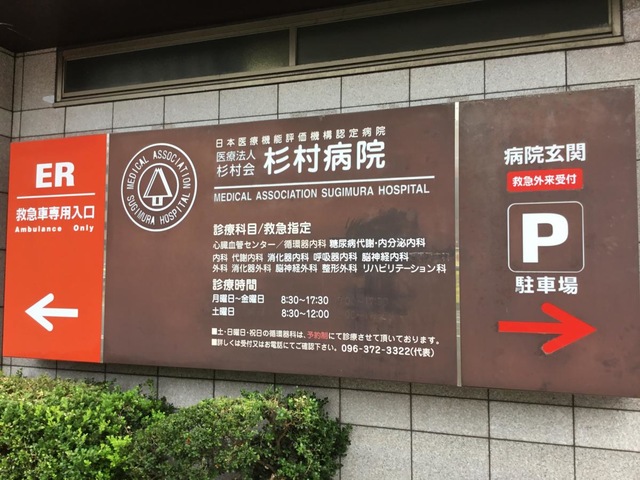 ER
救急車専用入口
Ambulance Only
MEDICAL ASSOCIATION
SUGIMURA HOSPITAL
日本医療機能評価機構認定病院
医療法人
杉村会
杉村病院
MEDICAL ASSOCIATION SUGIMURA HOSPITAL
診療科目/救急指定
心臓血管センター/循環器内科 糖尿病代謝・内分泌内科
内科 代謝内科 消化器内科 呼吸器内科 脳神経内科
外科 消化器外科 脳神経外科 整形外科 リハビリテーション科
診療時間
月曜日～金曜日 8:30~17:30
土曜日 8:30~12:00
■土・日曜日・祝日の循環器科は、予約制にて診療させて頂いております。
■詳しくは受付又はお電話にてご確認下さい。096-372-3322(代表)
病院玄関
救急外来受付
P
駐車場